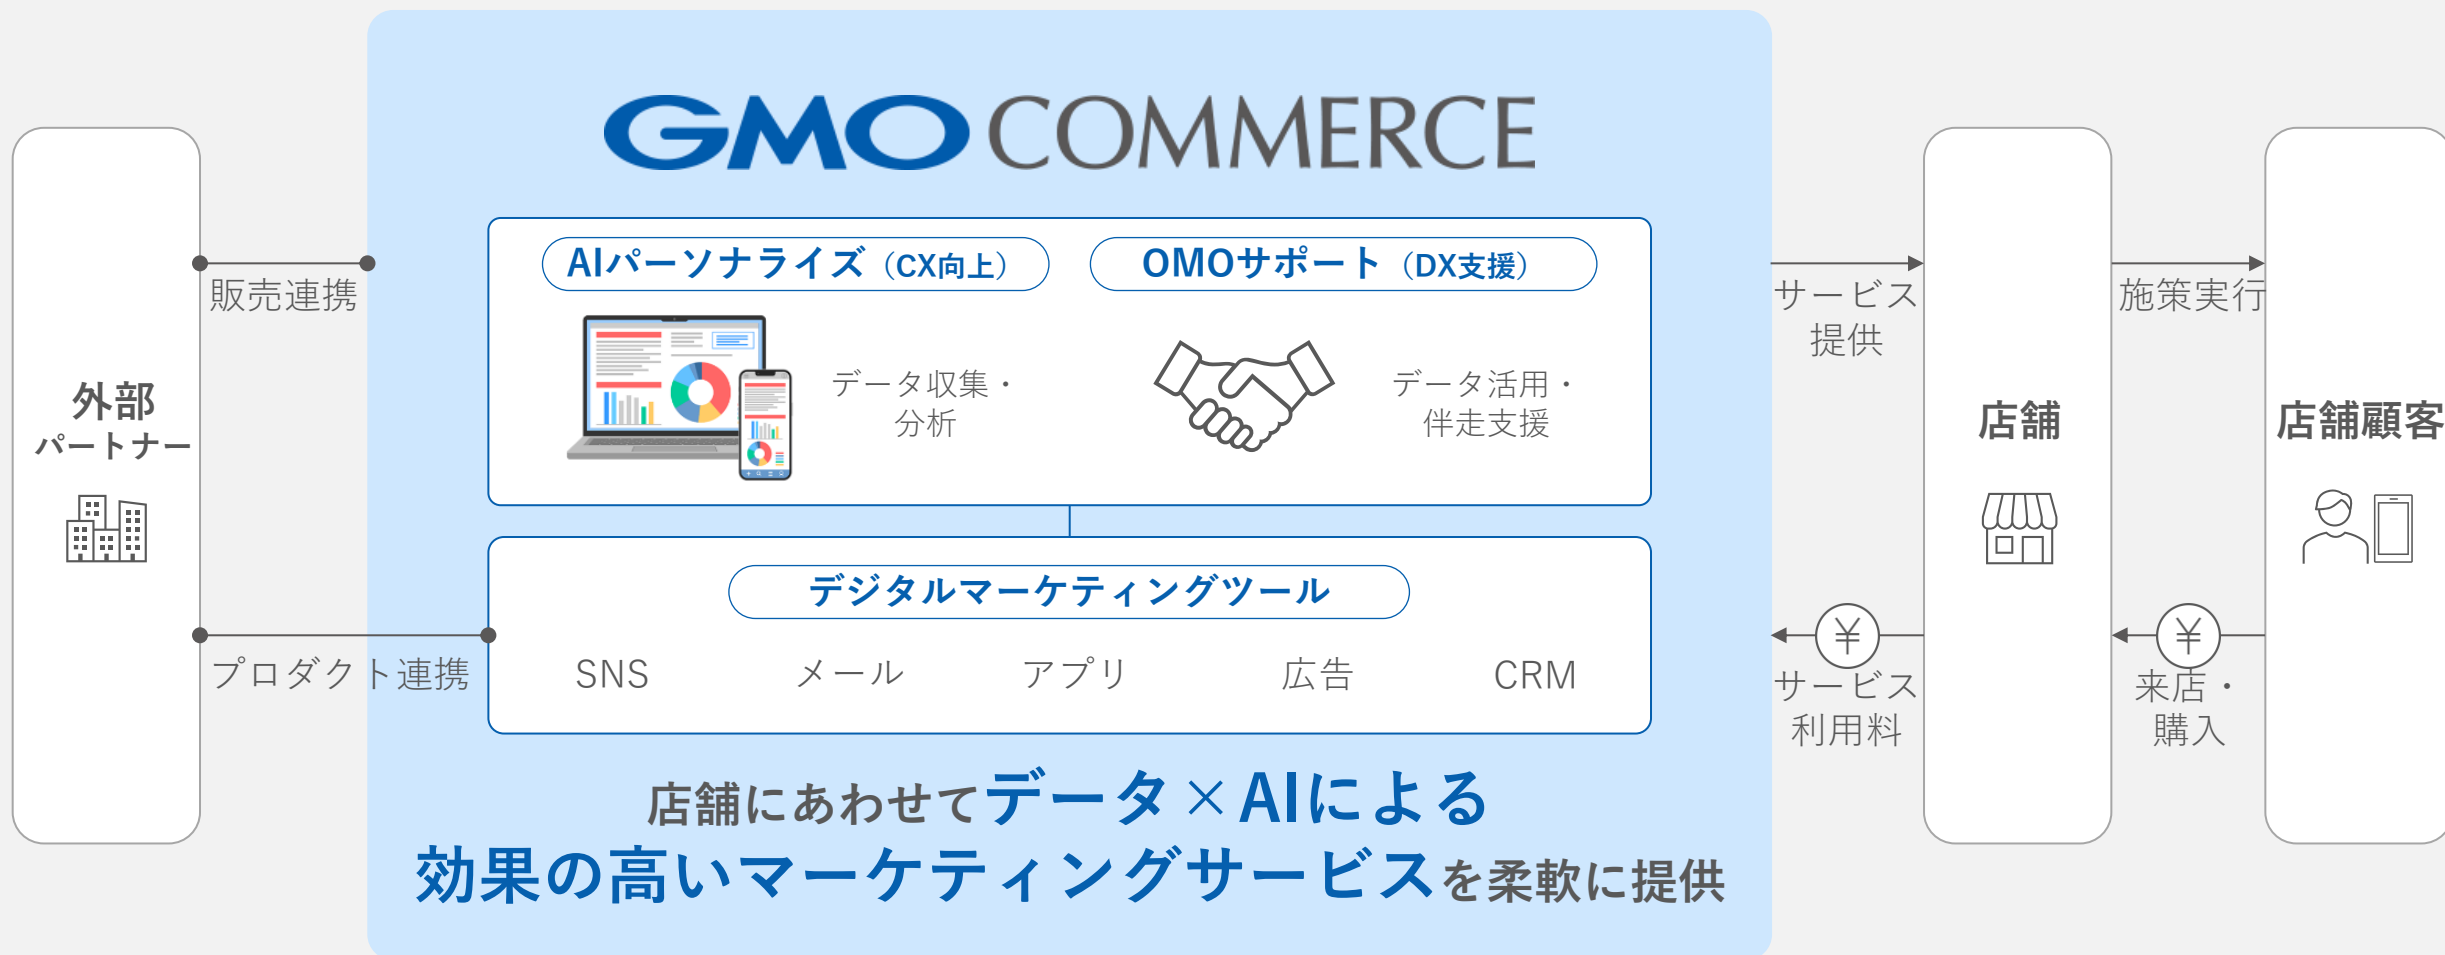 GMO COMMERCE
外部
パートナー
販売連携
プロダクト連携
AIパーソナライズ（CX向上）
データ収集・
分析
OMOサポート（DX支援）
データ活用・
伴走支援
デジタルマーケティングツール
SNS メール アプリ 広告 CRM
店舗にあわせてデータ×AIによる
効果の高いマーケティングサービスを柔軟に提供
サービス
提供
¥
サービス
利用料
店舗
施策実行
¥
来店・
購入
店舗顧客